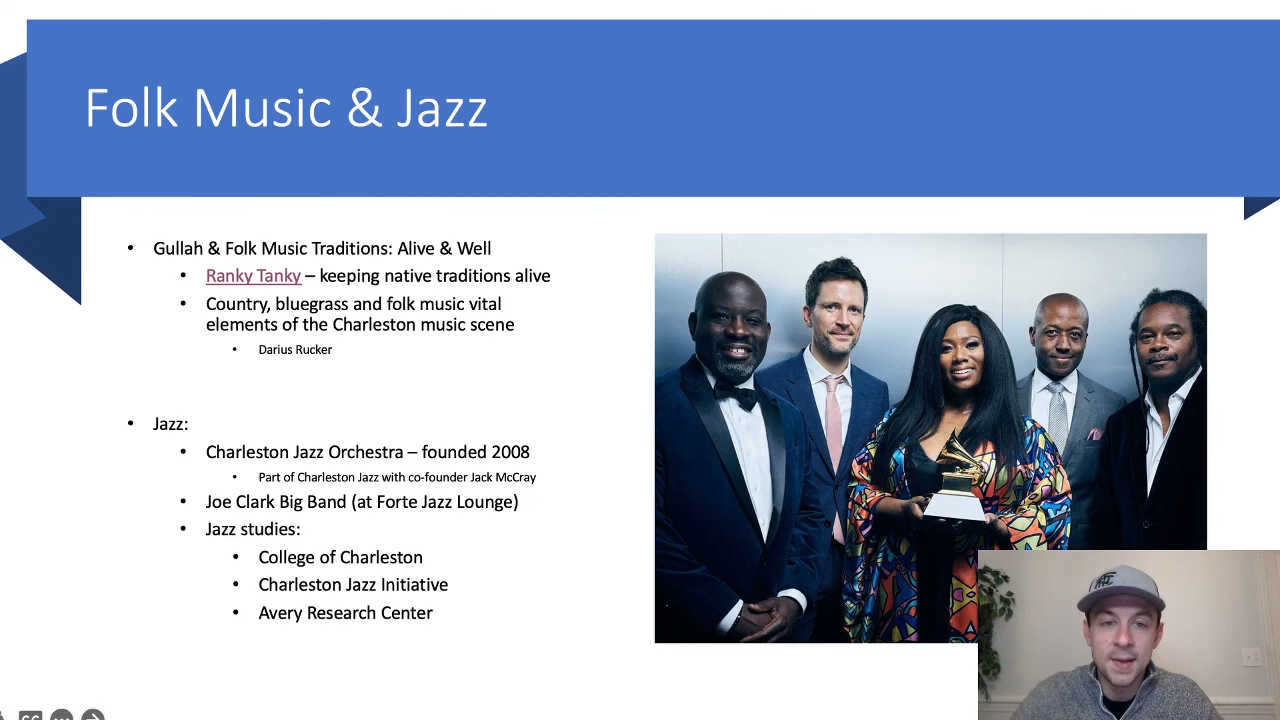 Folk Music & Jazz
• Gullah & Folk Music Traditions: Alive & Well
• Ranky Tanky – keeping native traditions alive
• Country, bluegrass and folk music vital
elements of the Charleston music scene
• Darius Rucker
• Jazz:
• Charleston Jazz Orchestra – founded 2008
• Part of Charleston Jazz with co-founder Jack McCray
• Joe Clark Big Band (at Forte Jazz Lounge)
• Jazz studies:
• College of Charleston
• Charleston Jazz Initiative
• Avery Research Center